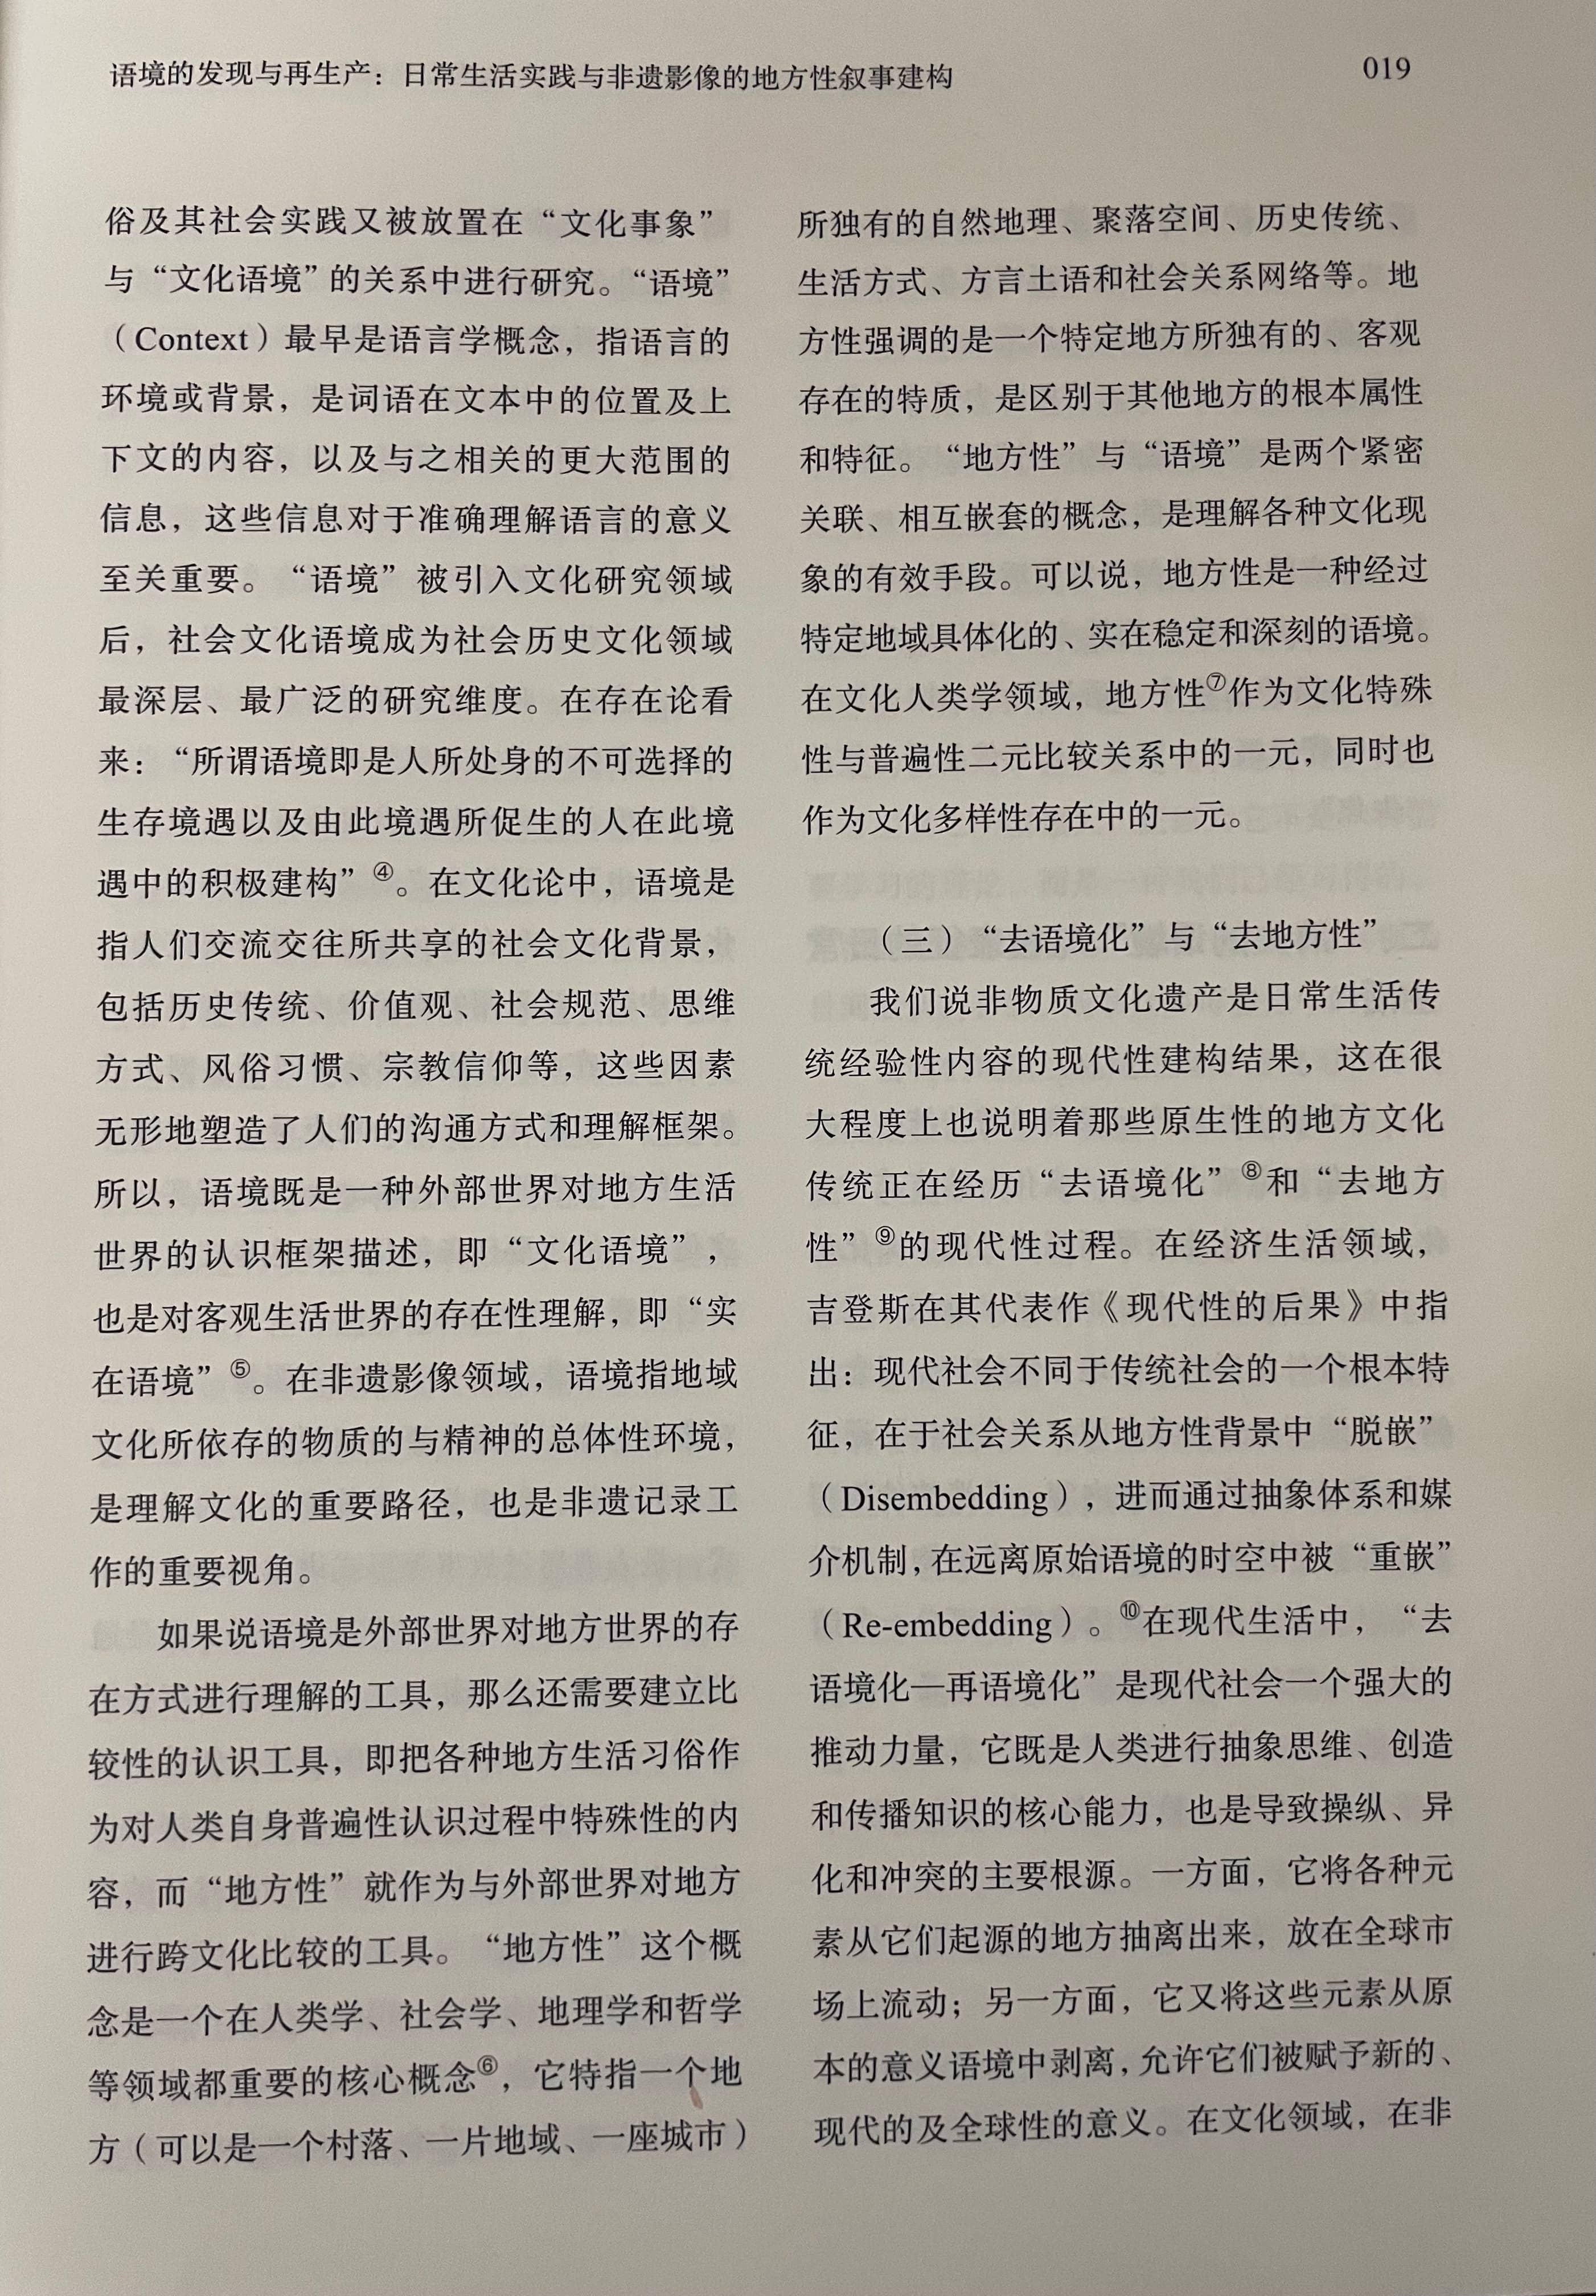 语境的发现与再生产：日常生活实践与非遗影像的地方性叙事建构
019
俗及其社会实践又被放置在“文化事象”
与“文化语境”的关系中进行研究。“语境”
（Context）最早是语言学概念，指语言的
环境或背景，是词语在文本中的位置及上
下文的内容，以及与之相关的更大范围的
信息，这些信息对于准确理解语言的意义
至关重要。“语境”被引入文化研究领域
后，社会文化语境成为社会历史文化领域
最深层、最广泛的研究维度。在存在论看
来：“所谓语境即是人所处身的不可选择的
生存境遇以及由此境遇所促生的人在此境
遇中的积极建构”④。在文化论中，语境是
指人们交流交往所共享的社会文化背景，
包括历史传统、价值观、社会规范、思维
方式、风俗习惯、宗教信仰等，这些因素
无形地塑造了人们的沟通方式和理解框架。
所以，语境既是一种外部世界对地方生活
世界的认识框架描述，即“文化语境”，
也是对客观生活世界的存在性理解，即“实
在语境”⑤。在非遗影像领域，语境指地域
文化所依存的物质的与精神的总体性环境，
是理解文化的重要路径，也是非遗记录工
作的重要视角。
如果说语境是外部世界对地方世界的存
在方式进行理解的工具，那么还需要建立比
较性的认识工具，即把各种地方生活习俗作
为对人类自身普遍性认识过程中特殊性的内
容，而“地方性”就作为与外部世界对地方
进行跨文化比较的工具。“地方性”这个概
念是一个在人类学、社会学、地理学和哲学
等领域都重要的核心概念⑥，它特指一个地
方（可以是一个村落、一片地域、一座城市）
所独有的自然地理、聚落空间、历史传统、
生活方式、方言土语和社会关系网络等。地
方性强调的是一个特定地方所独有的、客观
存在的特质，是区别于其他地方的根本属性
和特征。“地方性”与“语境”是两个紧密
关联、相互嵌套的概念，是理解各种文化现
象的有效手段。可以说，地方性是一种经过
特定地域具体化的、实在稳定和深刻的语境。
在文化人类学领域，地方性⑦作为文化特殊
性与普遍性二元比较关系中的一元，同时也
作为文化多样性存在中的一元。
（三）“去语境化”与“去地方性”
我们说非物质文化遗产是日常生活传
统经验性内容的现代性建构结果，这在很
大程度上也说明着那些原生性的地方文化
传统正在经历“去语境化”⑧和“去地方
性”⑨的现代性过程。在经济生活领域，
吉登斯在其代表作《现代性的后果》中指
出：现代社会不同于传统社会的一个根本特
征，在于社会关系从地方性背景中“脱嵌”
（Disembedding），进而通过抽象体系和媒
介机制，在远离原始语境的时空中被“重嵌”
（Re-embedding）。⑩在现代生活中，“去
语境化—再语境化”是现代社会一个强大的
推动力量，它既是人类进行抽象思维、创造
和传播知识的核心能力，也是导致操纵、异
化和冲突的主要根源。一方面，它将各种元
素从它们起源的地方抽离出来，放在全球市
场上流动；另一方面，它又将这些元素从原
本的意义语境中剥离，允许它们被赋予新的、
现代的及全球性的意义。在文化领域，在非